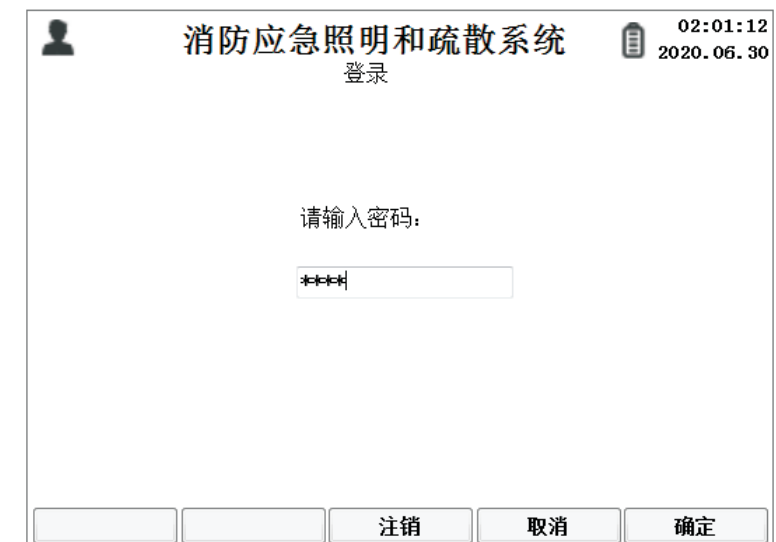 消防应急照明和疏散系统
02:01:12
2020.06.30
登录
请输入密码：
****
注销
取消
确定